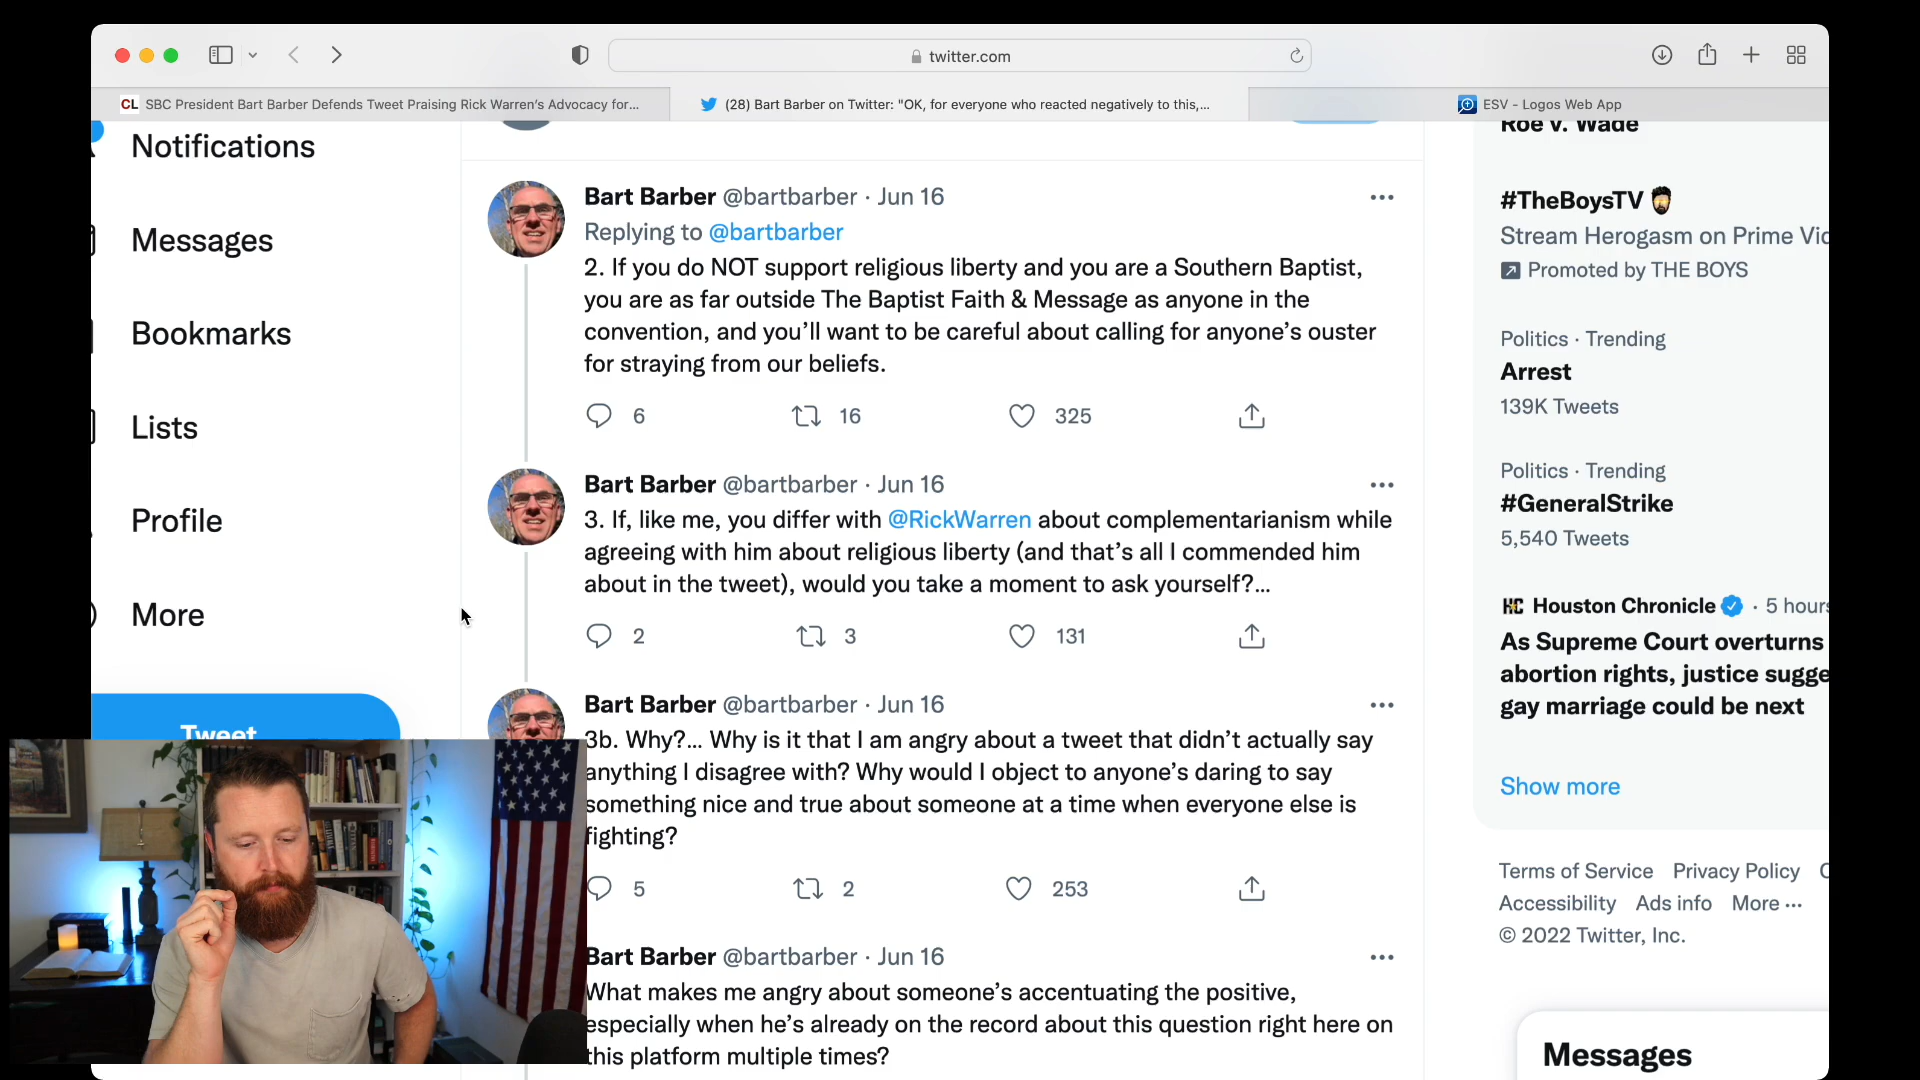 twitter.com
CL SBC President Bart Barber Defends Tweet Praising Rick Warren's Advocacy for...
(28) Bart Barber on Twitter: "OK, for everyone who reacted negatively to this,...
ESV - Logos Web App
Notifications
Messages
Bookmarks
Lists
Profile
More
Tweet
Bart Barber @bartbarber · Jun 16
Replying to @bartbarber
2. If you do NOT support religious liberty and you are a Southern Baptist,
you are as far outside The Baptist Faith & Message as anyone in the
convention, and you'll want to be careful about calling for anyone's ouster
for straying from our beliefs.
6 16 325
Bart Barber @bartbarber · Jun 16
3. If, like me, you differ with @RickWarren about complementarianism while
agreeing with him about religious liberty (and that's all I commended him
about in the tweet), would you take a moment to ask yourself?...
2 3 131
Bart Barber @bartbarber · Jun 16
3b. Why?... Why is it that I am angry about a tweet that didn't actually say
anything I disagree with? Why would I object to anyone's daring to say
something nice and true about someone at a time when everyone else is
fighting?
5 2 253
Bart Barber @bartbarber · Jun 16
What makes me angry about someone's accentuating the positive,
especially when he's already on the record about this question right here on
this platform multiple times?
Roe v. Wade
#TheBoysTV
Stream Herogasm on Prime Vid
Promoted by THE BOYS
Politics · Trending
Arrest
139K Tweets
Politics · Trending
#GeneralStrike
5,540 Tweets
HC Houston Chronicle · 5 hours
As Supreme Court overturns
abortion rights, justice sugge
gay marriage could be next
Show more
Terms of Service Privacy Policy C
Accessibility Ads info More ···
© 2022 Twitter, Inc.
Messages